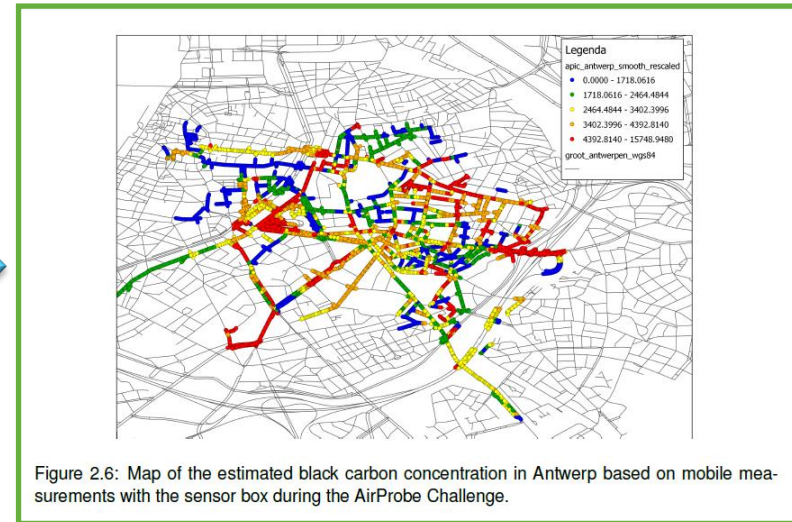 Legenda
apic_antwerp_smooth_rescaled
0.0000 - 1718.0616
1718.0616 - 2464.4844
2464.4844 - 3402.3996
3402.3996 - 4392.8140
4392.8140 - 15748.9480
groot_antwerpen_wgs84
Figure 2.6: Map of the estimated black carbon concentration in Antwerp based on mobile mea-
surements with the sensor box during the AirProbe Challenge.